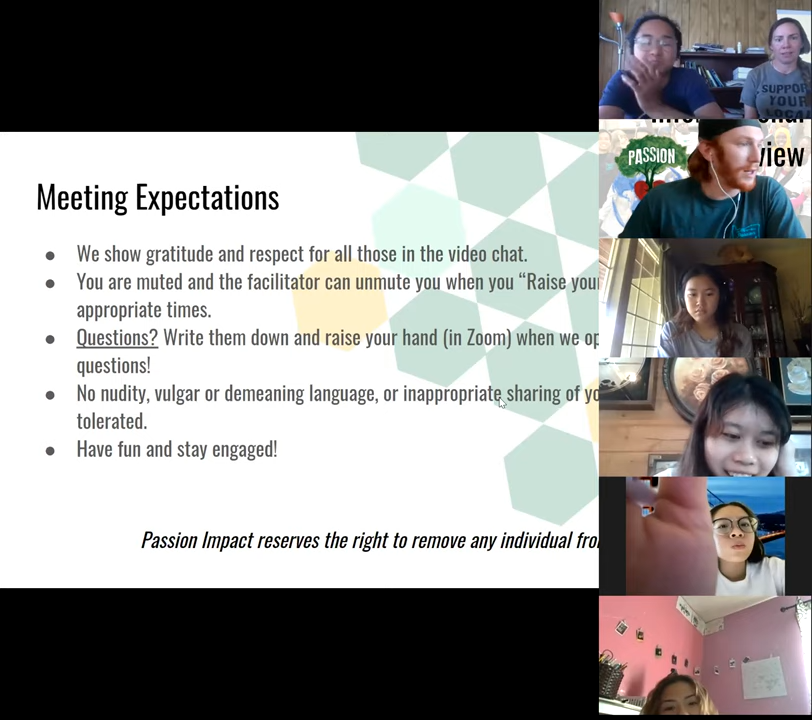 Meeting Expectations
● We show gratitude and respect for all those in the video chat.
● You are muted and the facilitator can unmute you when you “Raise your
appropriate times.
● Questions? Write them down and raise your hand (in Zoom) when we op
questions!
● No nudity, vulgar or demeaning language, or inappropriate sharing of yo
tolerated.
● Have fun and stay engaged!
Passion Impact reserves the right to remove any individual fro
SUPPORT
YOUR
LOCAL
PASSION
view